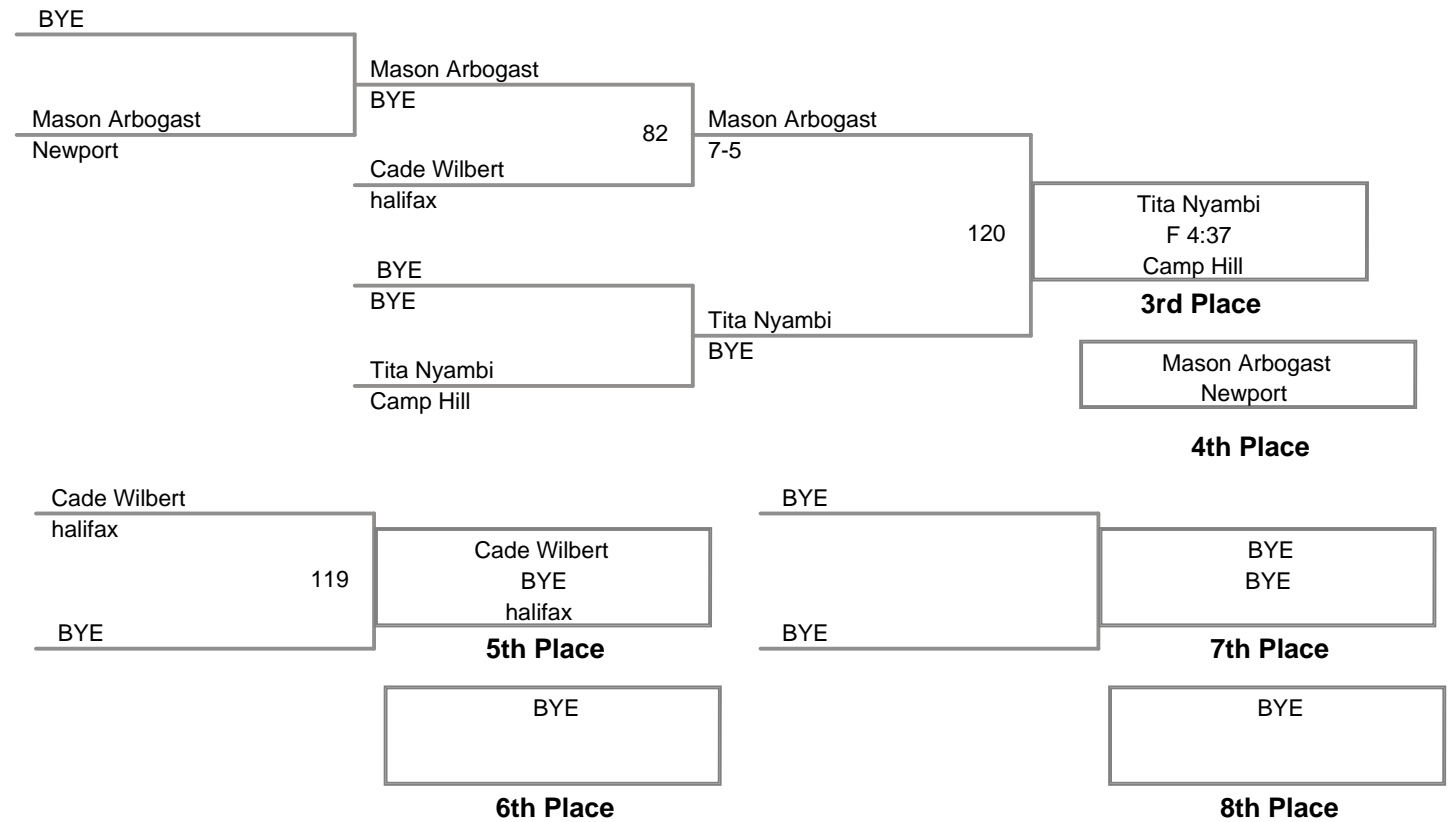 BYE
Mason Arbogast
BYE
Mason Arbogast
Newport
82
Mason Arbogast
7-5
Cade Wilbert
halifax
Tita Nyambi
F 4:37
Camp Hill
120
BYE
BYE
3rd Place
Tita Nyambi
BYE
Mason Arbogast
Newport
Tita Nyambi
Camp Hill
4th Place
Cade Wilbert
halifax
119
Cade Wilbert
BYE
halifax
BYE
5th Place
BYE
6th Place
BYE
BYE
BYE
BYE
7th Place
BYE
8th Place